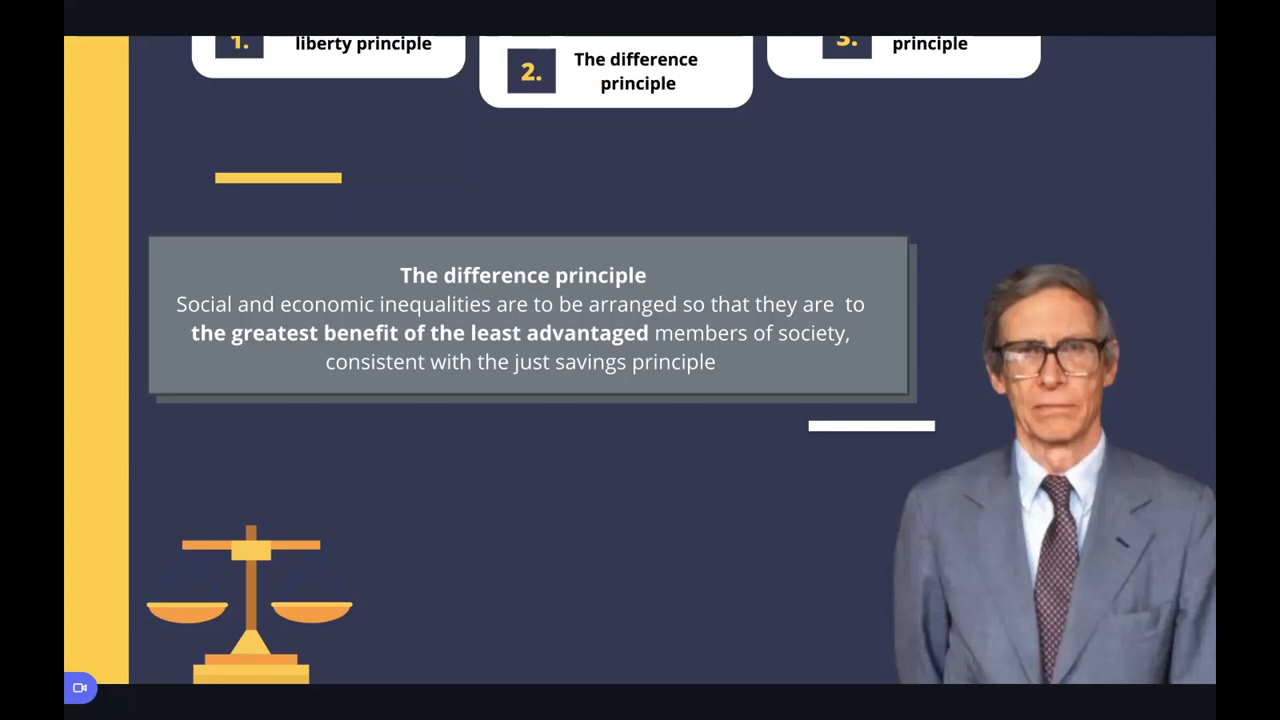 1.
liberty principle
2.
The difference
principle
3.
principle
The difference principle
Social and economic inequalities are to be arranged so that they are to
the greatest benefit of the least advantaged members of society,
consistent with the just savings principle